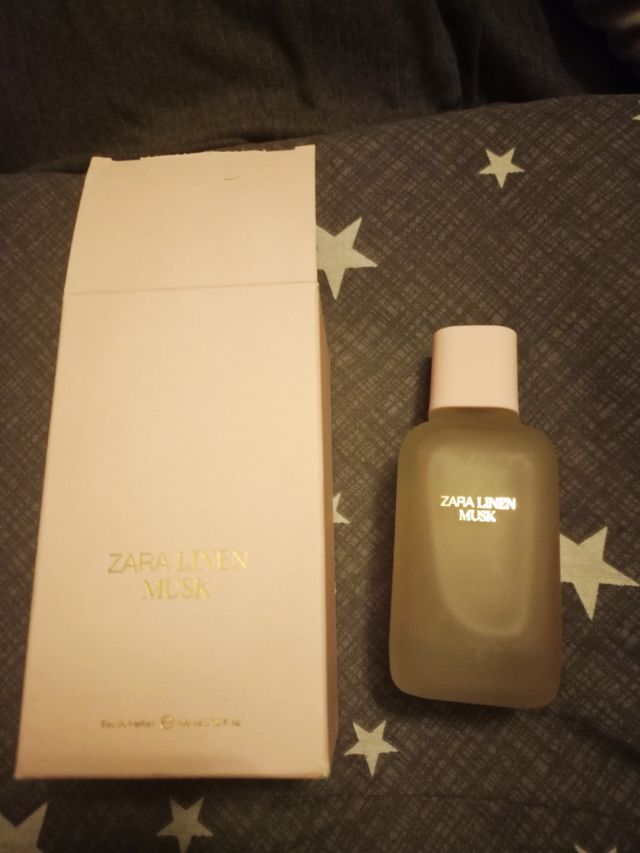 ZARA LINEN
MUSK
Eau de Parfum
ZARA LINEN
MUSK